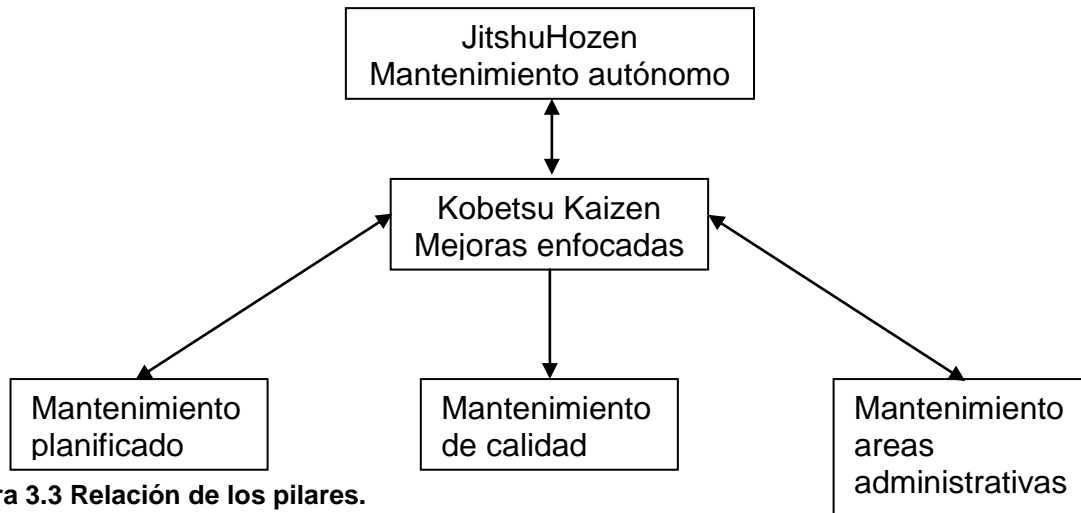 JitshuHozen
Mantenimiento autónomo
Kobetsu Kaizen
Mejoras enfocadas
Mantenimiento
planificado
Mantenimiento
de calidad
Mantenimiento
areas
administrativas
ra 3.3 Relación de los pilares.